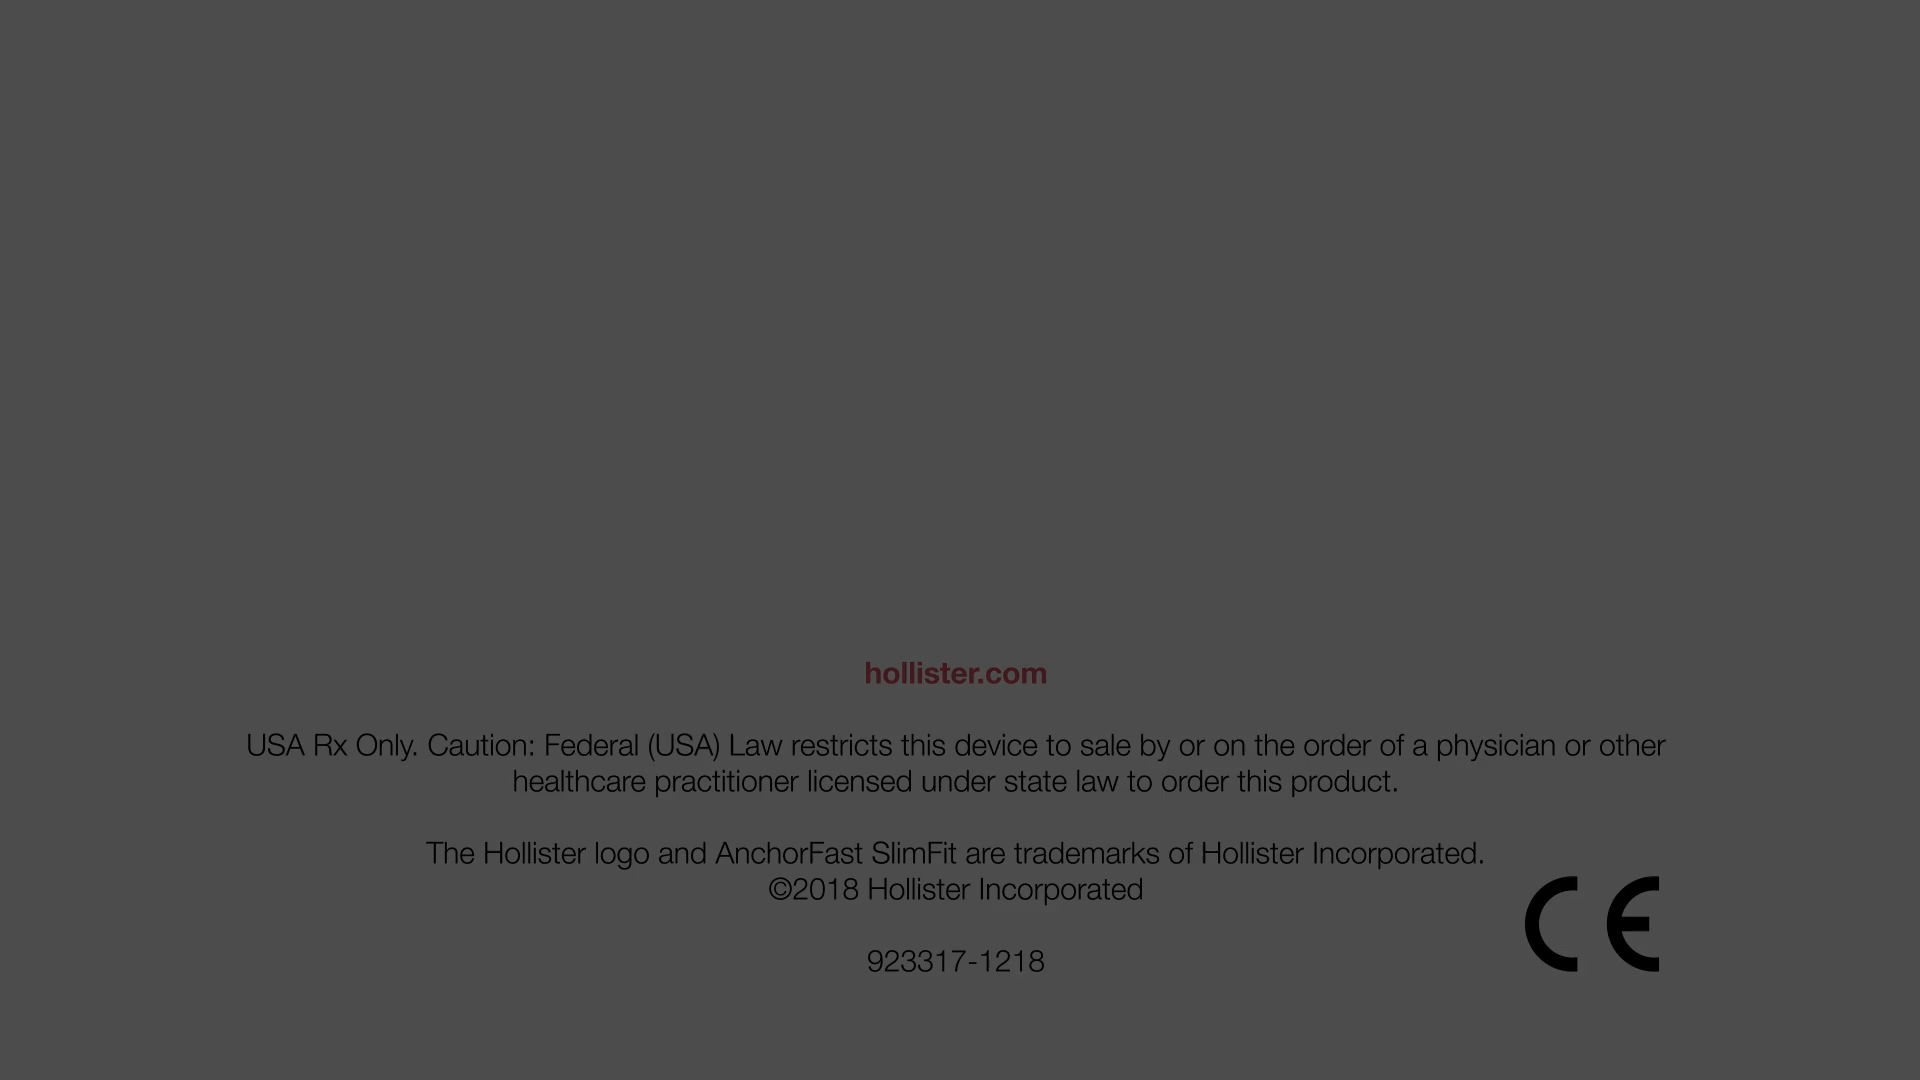 hollister.com
USA Rx Only. Caution: Federal (USA) Law restricts this device to sale by or on the order of a physician or other
healthcare practitioner licensed under state law to order this product.
The Hollister logo and AnchorFast SlimFit are trademarks of Hollister Incorporated.
©2018 Hollister Incorporated
923317-1218
CE